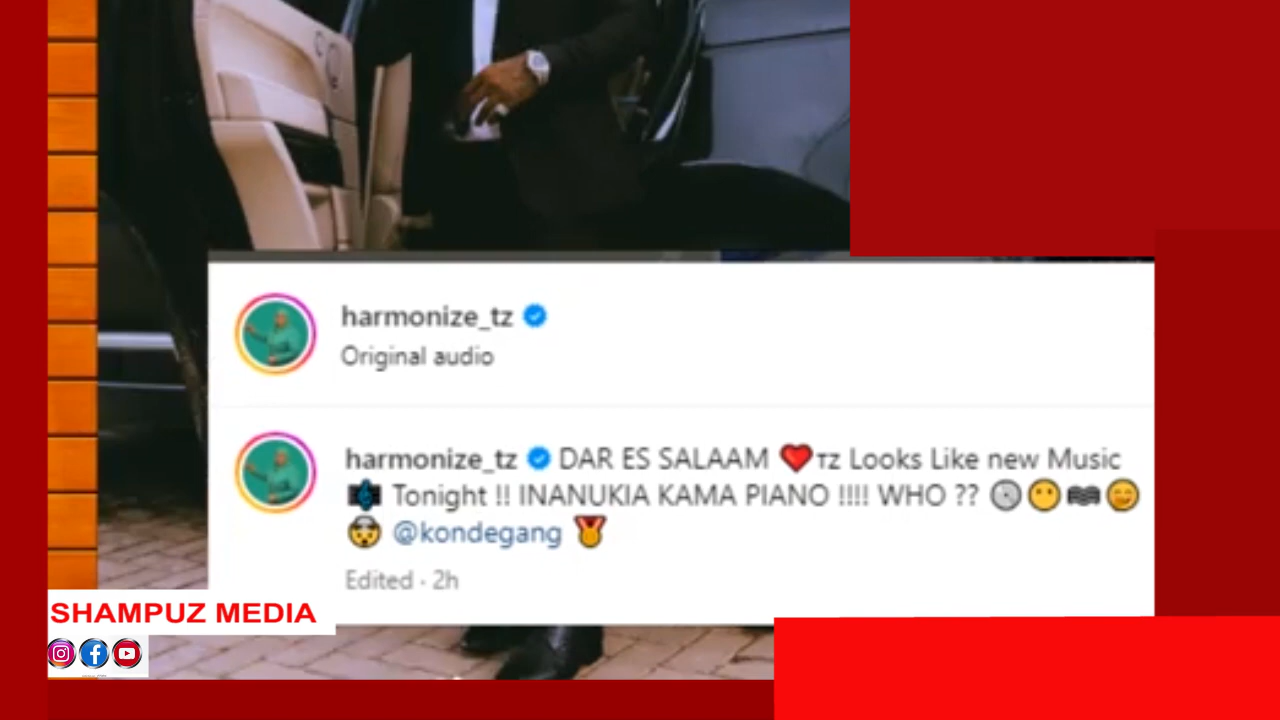 harmonize_tz
Original audio
harmonize_tz DAR ES SALAAM ❤️TZ Looks Like new Music
Tonight !! INANUKIA KAMA PIANO !!!! WHO ??
@kondegang
Edited · 2h
SHAMPUZ MEDIA